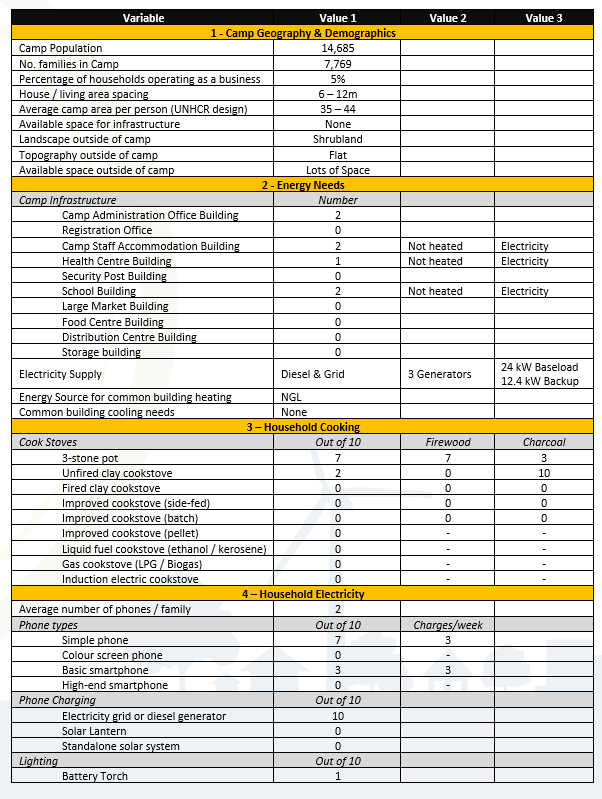 Variable Value 1 Value 2 Value 3
1 - Camp Geography & Demographics
Camp Population 14,685
No. families in Camp 7,769
Percentage of households operating as a business 5%
House / living area spacing 6 – 12m
Average camp area per person (UNHCR design) 35 – 44
Available space for infrastructure None
Landscape outside of camp Shrubland
Topography outside of camp Flat
Available space outside of camp Lots of Space
2 - Energy Needs
Camp Infrastructure Number
Camp Administration Office Building 2
Registration Office 0
Camp Staff Accommodation Building 2 Not heated Electricity
Health Centre Building 1 Not heated Electricity
Security Post Building 0
School Building 2 Not heated Electricity
Large Market Building 0
Food Centre Building 0
Distribution Centre Building 0
Storage building 0
Electricity Supply Diesel & Grid 3 Generators 24 kW Baseload
12.4 kW Backup
Energy Source for common building heating NGL
Common building cooling needs None
3 – Household Cooking
Cook Stoves Out of 10 Firewood Charcoal
3-stone pot 7 7 3
Unfired clay cookstove 2 0 10
Fired clay cookstove 0 0 0
Improved cookstove (side-fed) 0 0 0
Improved cookstove (batch) 0 0 0
Improved cookstove (pellet) 0 - -
Liquid fuel cookstove (ethanol / kerosene) 0 - -
Gas cookstove (LPG / Biogas) 0 - -
Induction electric cookstove 0 - -
4 – Household Electricity
Average number of phones / family 2
Phone types Out of 10 Charges/week
Simple phone 7 3
Colour screen phone 0 -
Basic smartphone 3 3
High-end smartphone 0 -
Phone Charging Out of 10
Electricity grid or diesel generator 10
Solar Lantern 0
Standalone solar system 0
Lighting Out of 10
Battery Torch 1